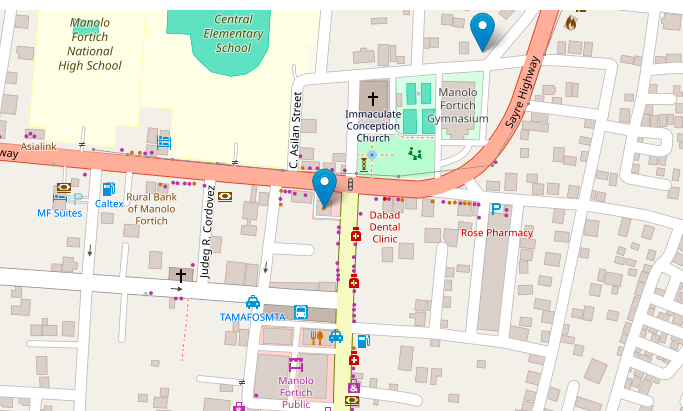 Manolo
Fortich
National
High School
Central
Elementary
School
Manolo
Fortich
Gymnasium
Immaculate
Conception
Church
Sayre Highway
C. Asilan Street
Asialink
way
MF Suites
Caltex
Rural Bank
of Manolo
Fortich
Judeg R. Cordovez
Dabad
Dental
Clinic
P
P
Rose Pharmacy
TAMAFOSMTA
Manolo
Fortich
Public